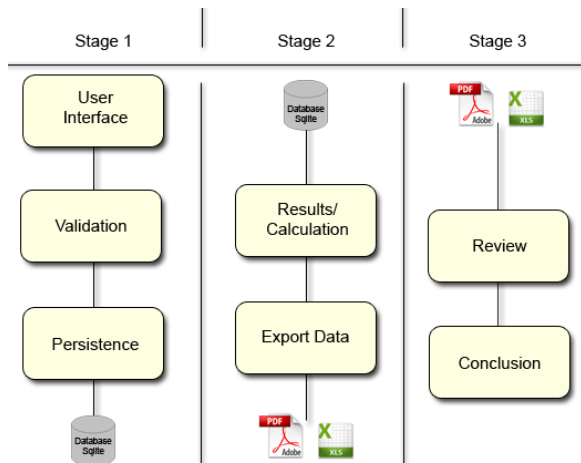 Stage 1
Stage 2
Stage 3
User
Interface
Validation
Persistence
Database
Sqlite
Database
Sqlite
Results/
Calculation
Export Data
PDF
Adobe
X
XLS
PDF
Adobe
X
XLS
Review
Conclusion